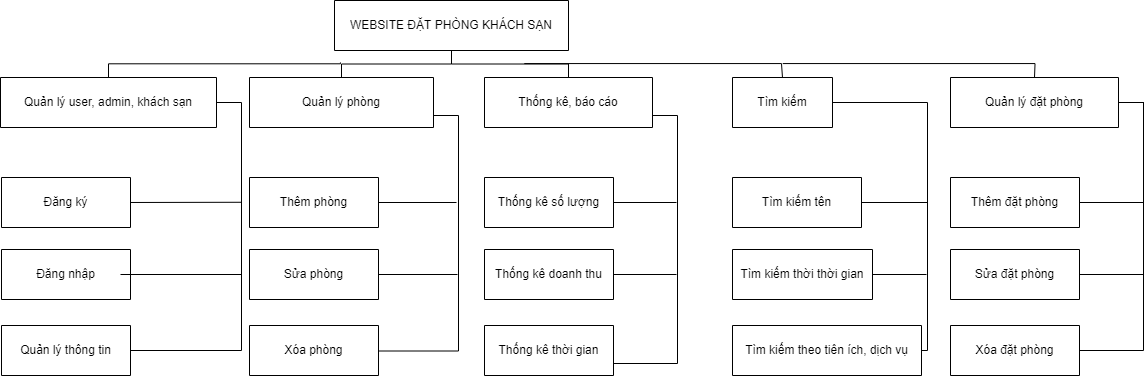 WEBSITE ĐẶT PHÒNG KHÁCH SẠN
Quản lý user, admin, khách sạn
Quản lý phòng
Thống kê, báo cáo
Tìm kiếm
Quản lý đặt phòng
Đăng ký
Thêm phòng
Thống kê số lượng
Tìm kiếm tên
Thêm đặt phòng
Đăng nhập
Sửa phòng
Thống kê doanh thu
Tìm kiếm thời thời gian
Sửa đặt phòng
Quản lý thông tin
Xóa phòng
Thống kê thời gian
Tìm kiếm theo tiên ích, dịch vụ
Xóa đặt phòng